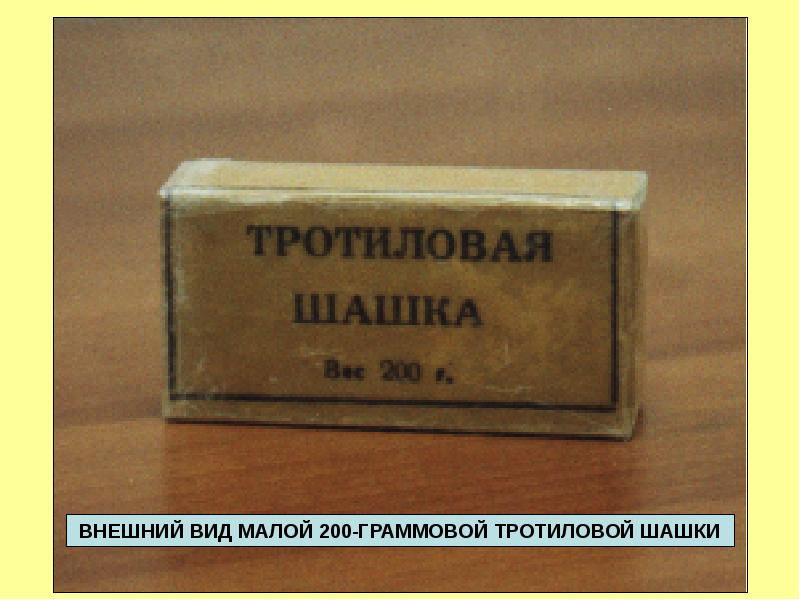 ТРОТИЛОВАЯ
ШАШКА
Вес 200 г.
ВНЕШНИЙ ВИД МАЛОЙ 200-ГРАММОВОЙ ТРОТИЛОВОЙ ШАШКИ